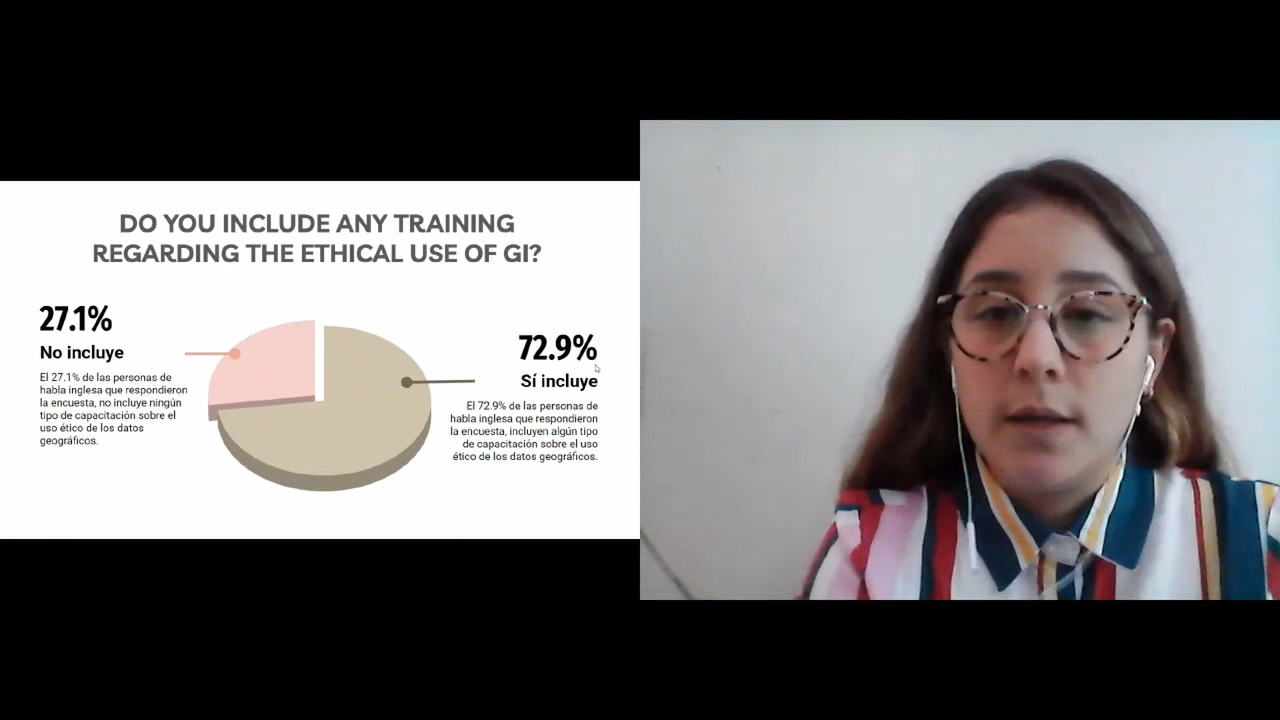 DO YOU INCLUDE ANY TRAINING
REGARDING THE ETHICAL USE OF GI?
27.1%
No incluye
El 27.1% de las personas de
habla inglesa que respondieron
la encuesta, no incluye ningún
tipo de capacitación sobre el
uso ético de los datos
geográficos.
72.9%
Sí incluye
El 72.9% de las personas de
habla inglesa que respondieron
la encuesta, incluyen algún tipo
de capacitación sobre el uso
ético de los datos geográficos.